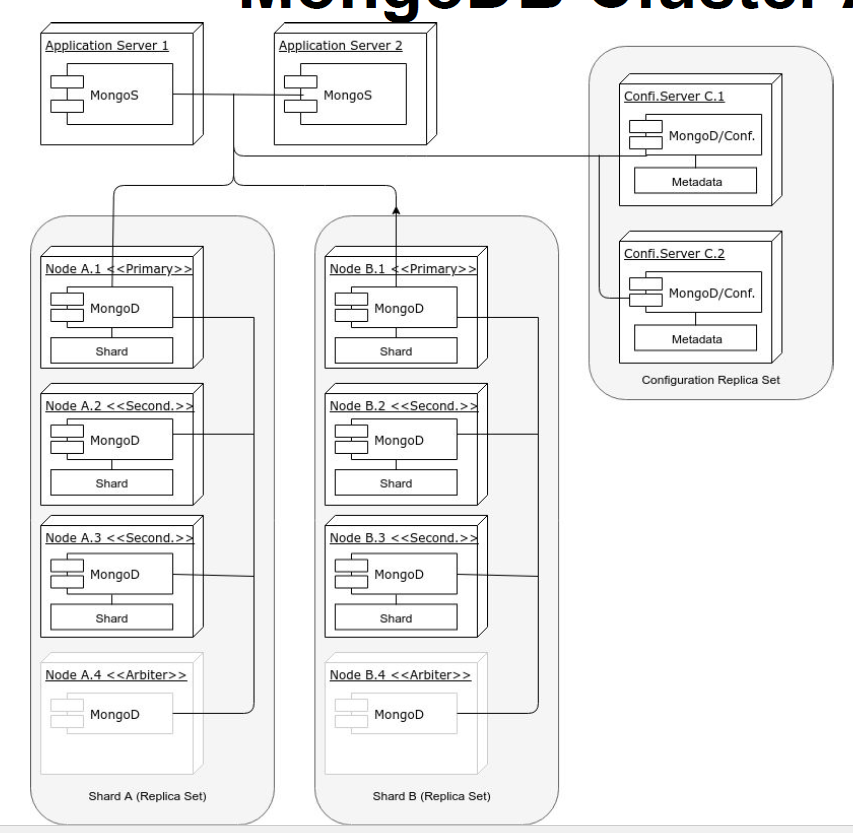 MongoDB Cluster A
Application Server 1
MongoS
Application Server 2
MongoS
Confi.Server C.1
MongoD/Conf.
Metadata
Confi.Server C.2
MongoD/Conf.
Metadata
Configuration Replica Set
Node A.1 <<Primary>>
MongoD
Shard
Node A.2 <<Second.>>
MongoD
Shard
Node A.3 <<Second.>>
MongoD
Shard
Node A.4 <<Arbiter>>
MongoD
Shard A (Replica Set)
Node B.1 <<Primary>>
MongoD
Shard
Node B.2 <<Second.>>
MongoD
Shard
Node B.3 <<Second.>>
MongoD
Shard
Node B.4 <<Arbiter>>
MongoD
Shard B (Replica Set)